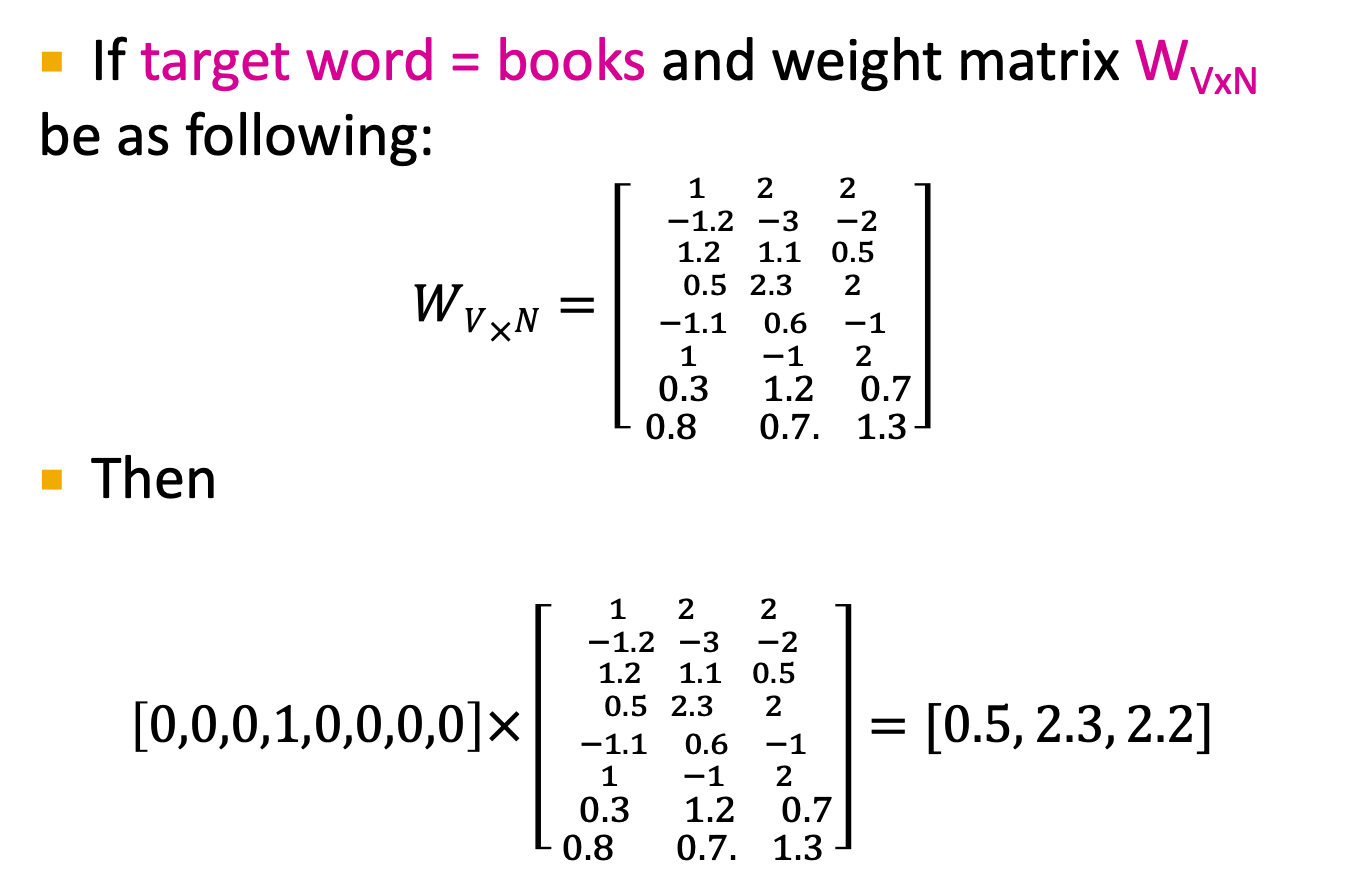 ▪ If target word = books and weight matrix W_VxN
be as following:
1 2 2
−1.2 −3 −2
1.2 1.1 0.5
W_V×N = 0.5 2.3 2
−1.1 0.6 −1
1 −1 2
0.3 1.2 0.7
0.8 0.7. 1.3
▪ Then
1 2 2
−1.2 −3 −2
1.2 1.1 0.5
0.5 2.3 2
[0,0,0,1,0,0,0,0]× = [0.5, 2.3, 2.2]
−1.1 0.6 −1
1 −1 2
0.3 1.2 0.7
0.8 0.7. 1.3